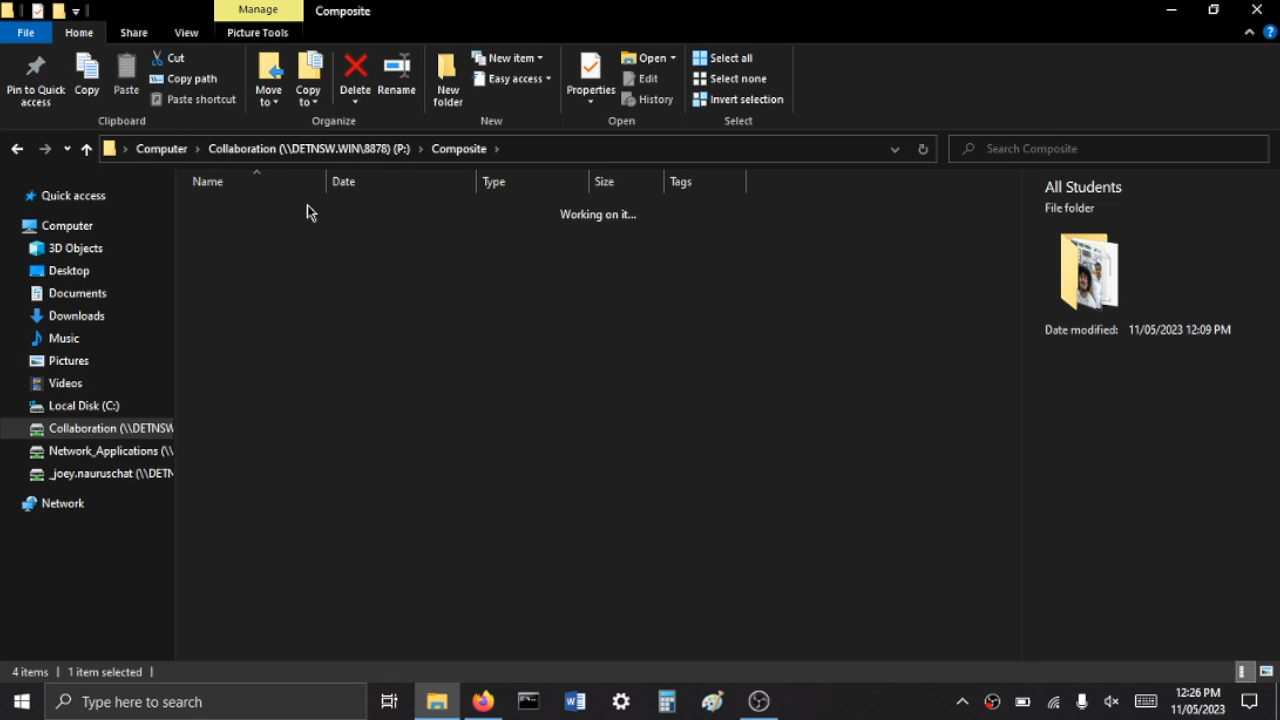 Manage
Composite
File
Home
Share
View
Picture Tools
Pin to Quick access
Copy
Paste
Cut
Copy path
Paste shortcut
Clipboard
Move to
Copy to
Delete
Rename
Organize
New folder
New item
Easy access
New
Properties
Open
Edit
History
Open
Select all
Select none
Invert selection
Select
Computer
Collaboration (\\DETNSW.WIN\8878) (P:)
Composite
Search Composite
Name
Date
Type
Size
Tags
Working on it...
Quick access
Computer
3D Objects
Desktop
Documents
Downloads
Music
Pictures
Videos
Local Disk (C:)
Collaboration (\\DETNSW
Network_Applications (\\
_joey.nauruschat (\\DETN
Network
All Students
File folder
Date modified: 11/05/2023 12:09 PM
4 items
1 item selected
Type here to search
12:26 PM
11/05/2023